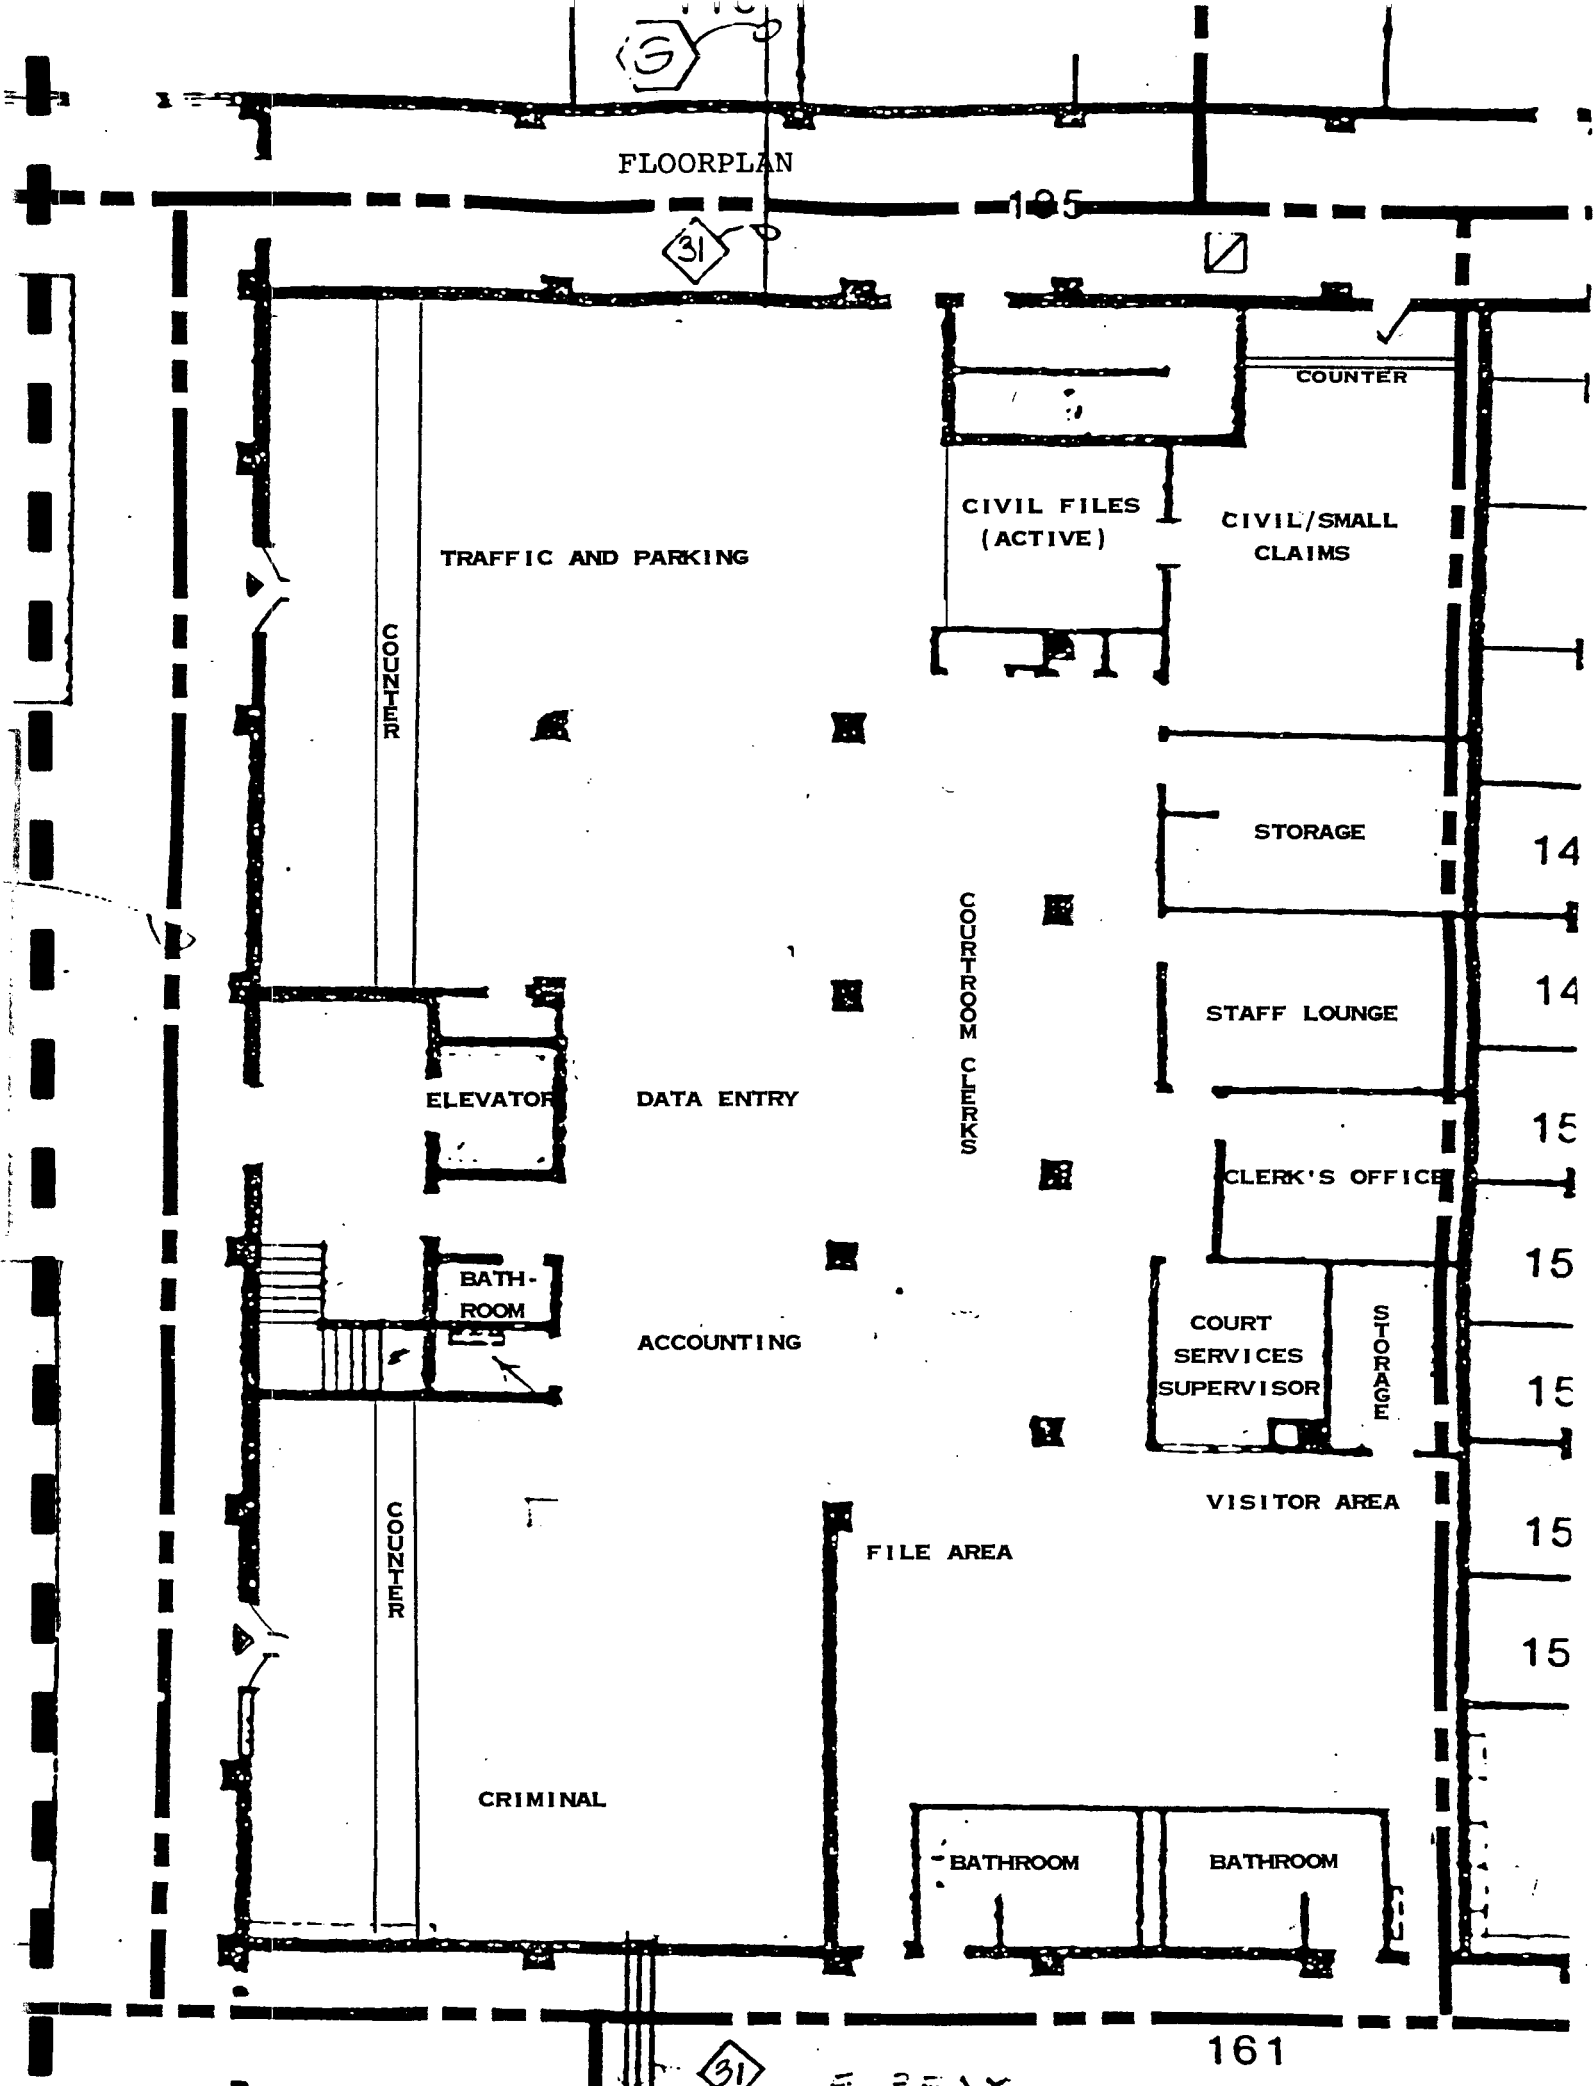 G
FLOORPLAN
195
31
COUNTER
CIVIL FILES
(ACTIVE)
CIVIL/SMALL
CLAIMS
TRAFFIC AND PARKING
COUNTER
STORAGE
14
COURTROOM CLERKS
14
STAFF LOUNGE
ELEVATOR
DATA ENTRY
15
CLERK'S OFFICE
15
BATH-
ROOM
ACCOUNTING
COURT
SERVICES
SUPERVISOR
STORAGE
15
COUNTER
VISITOR AREA
15
FILE AREA
15
CRIMINAL
BATHROOM
BATHROOM
161
31